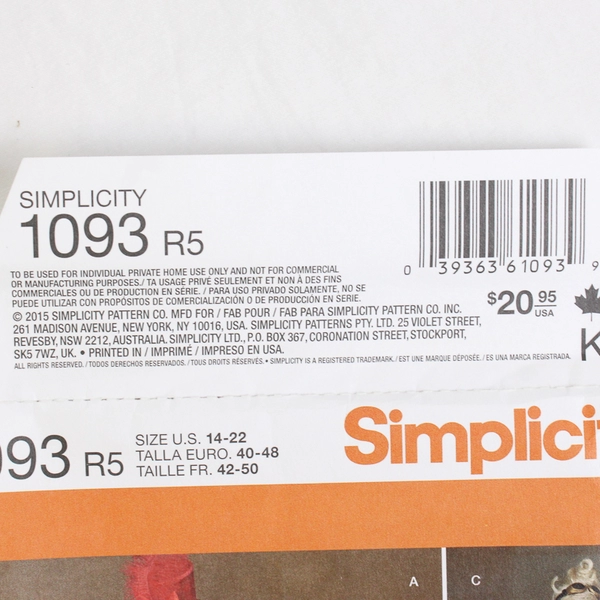 SIMPLICITY
1093 R5
TO BE USED FOR INDIVIDUAL PRIVATE HOME USE ONLY AND NOT FOR COMMERCIAL
OR MANUFACTURING PURPOSES./ TA USAGE PRIVÉ SEULEMENT ET NON À DES FINS
COMMERCIALES OU DE PRODUCTION EN SÉRIE. / PARA USO PRIVADO SOLAMENTE, NO SE
PUEDE UTILIZAR CON PROPÓSITOS DE COMERCIALIZACIÓN O DE PRODUCCIÓN EN SERIE.
© 2015 SIMPLICITY PATTERN CO. MFD FOR / FAB POUR / FAB PARA SIMPLICITY PATTERN CO. INC.
261 MADISON AVENUE, NEW YORK, NY 10016, USA. SIMPLICITY PATTERNS PTY. LTD. 25 VIOLET STREET,
REVESBY, NSW 2212, AUSTRALIA. SIMPLICITY LTD., P.O. BOX 367, CORONATION STREET, STOCKPORT,
SK5 7WZ, UK. • PRINTED IN / IMPRIMÉ / IMPRESO EN USA.
ALL RIGHTS RESERVED. / TODOS DERECHOS RESERVADOS. / TOUS DROITS RÉSERVÉS. • SIMPLICITY IS A REGISTERED TRADEMARK. / EST UNE MARQUE DÉPOSÉE. / ES UNA MARCA REGISTRADA.
0 39363 61093 9
$20.95 USA
K
093 R5
SIZE U.S. 14-22
TALLA EURO. 40-48
TAILLE FR. 42-50
Simplici
A C